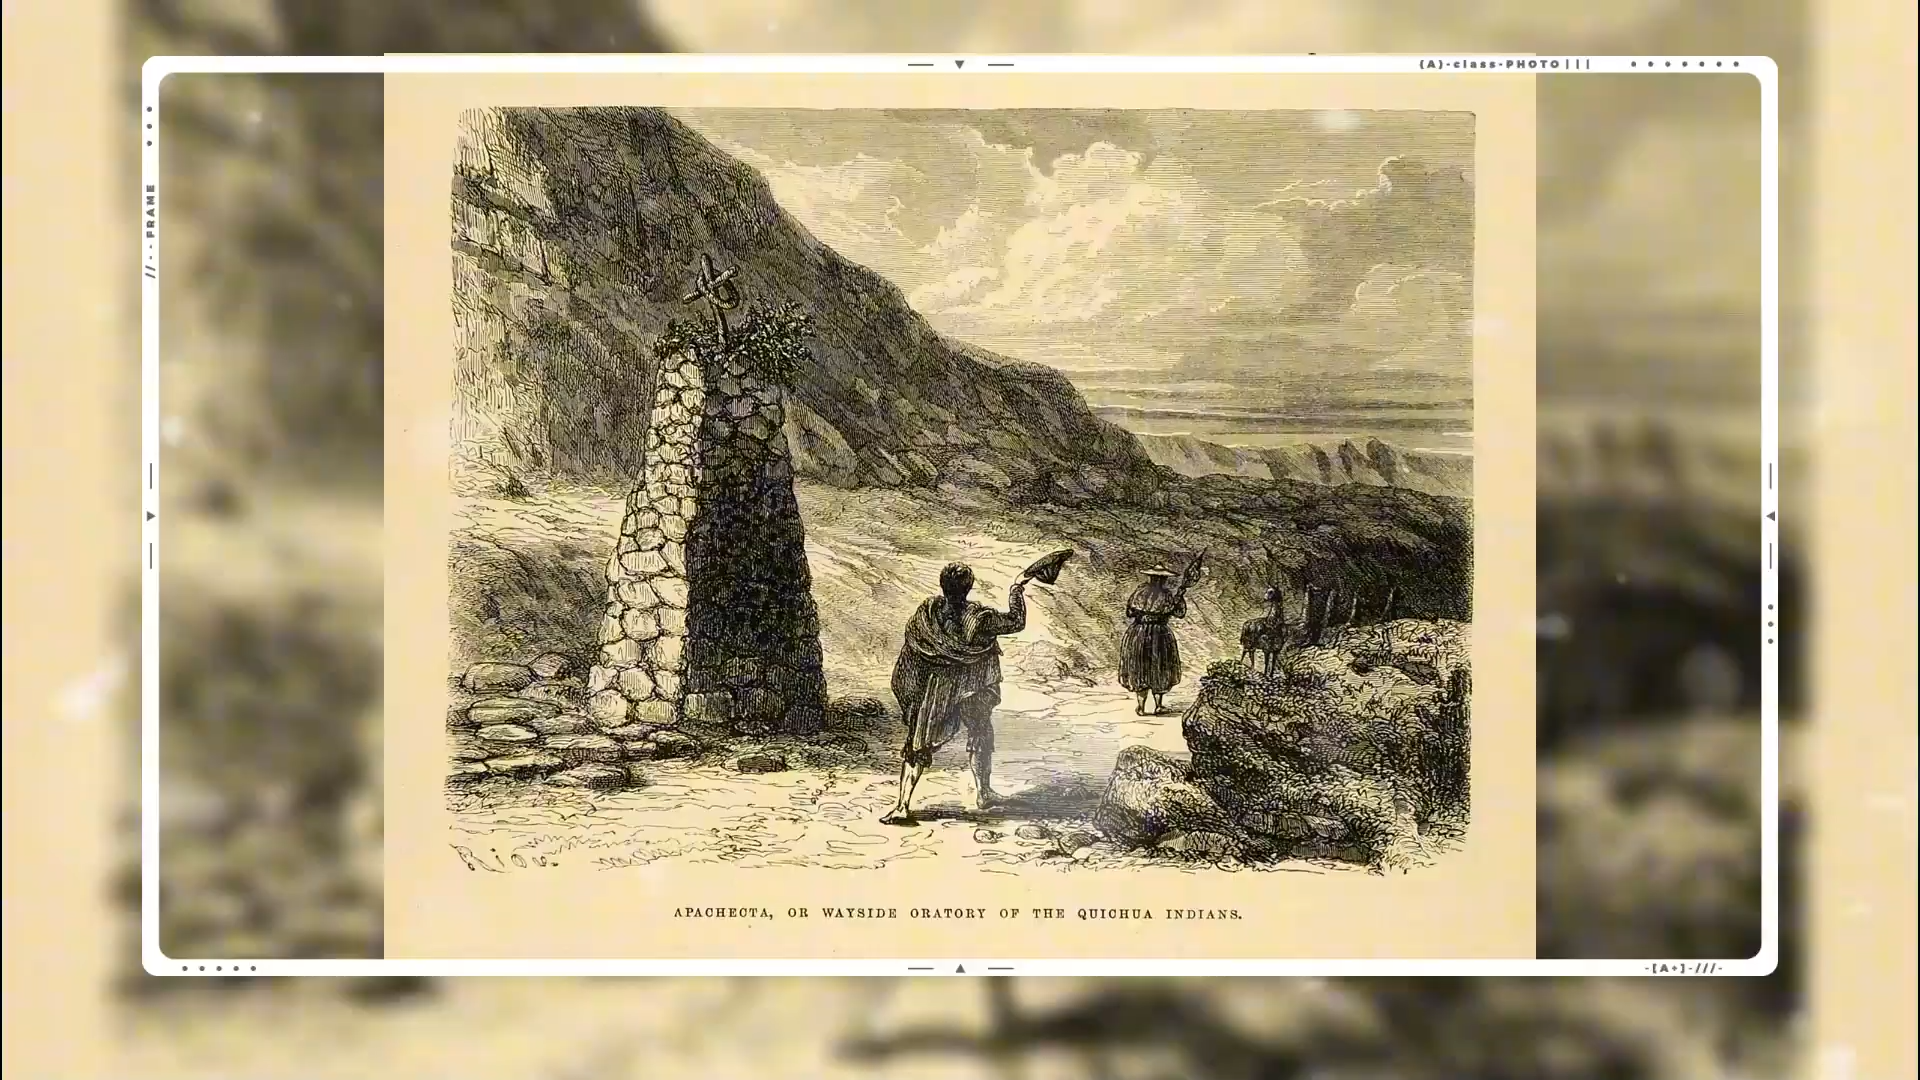 (A)-class-PHOTO|||
//--FRAME
Riou.
APACHECTA, OR WAYSIDE ORATORY OF THE QUICHUA INDIANS.
-[A+]-///-